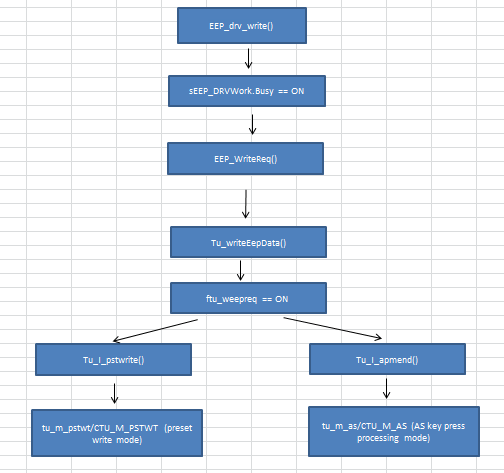 EEP_drv_write()
sEEP_DRVWork.Busy == ON
EEP_WriteReq()
Tu_writeEepData()
ftu_weepreq == ON
Tu_I_pstwrite()
Tu_I_apmend()
tu_m_pstwt/CTU_M_PSTWT (preset
write mode)
tu_m_as/CTU_M_AS (AS key press
processing mode)